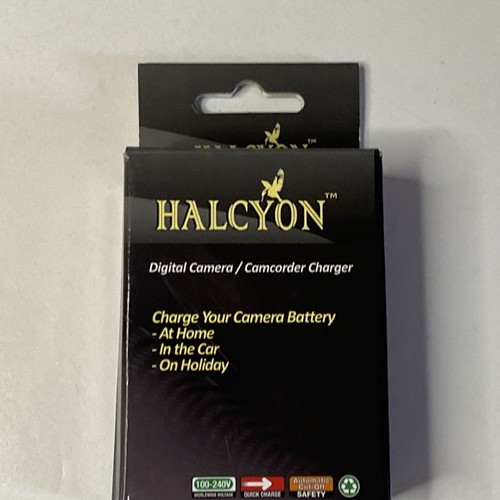 HALCYON™
HALCYON™
Digital Camera / Camcorder Charger
Charge Your Camera Battery
- At Home
- In the Car
- On Holiday
100-240V
WORLDWIDE VOLTAGE
QUICK CHARGE
Automatic
Cut-Off
SAFETY